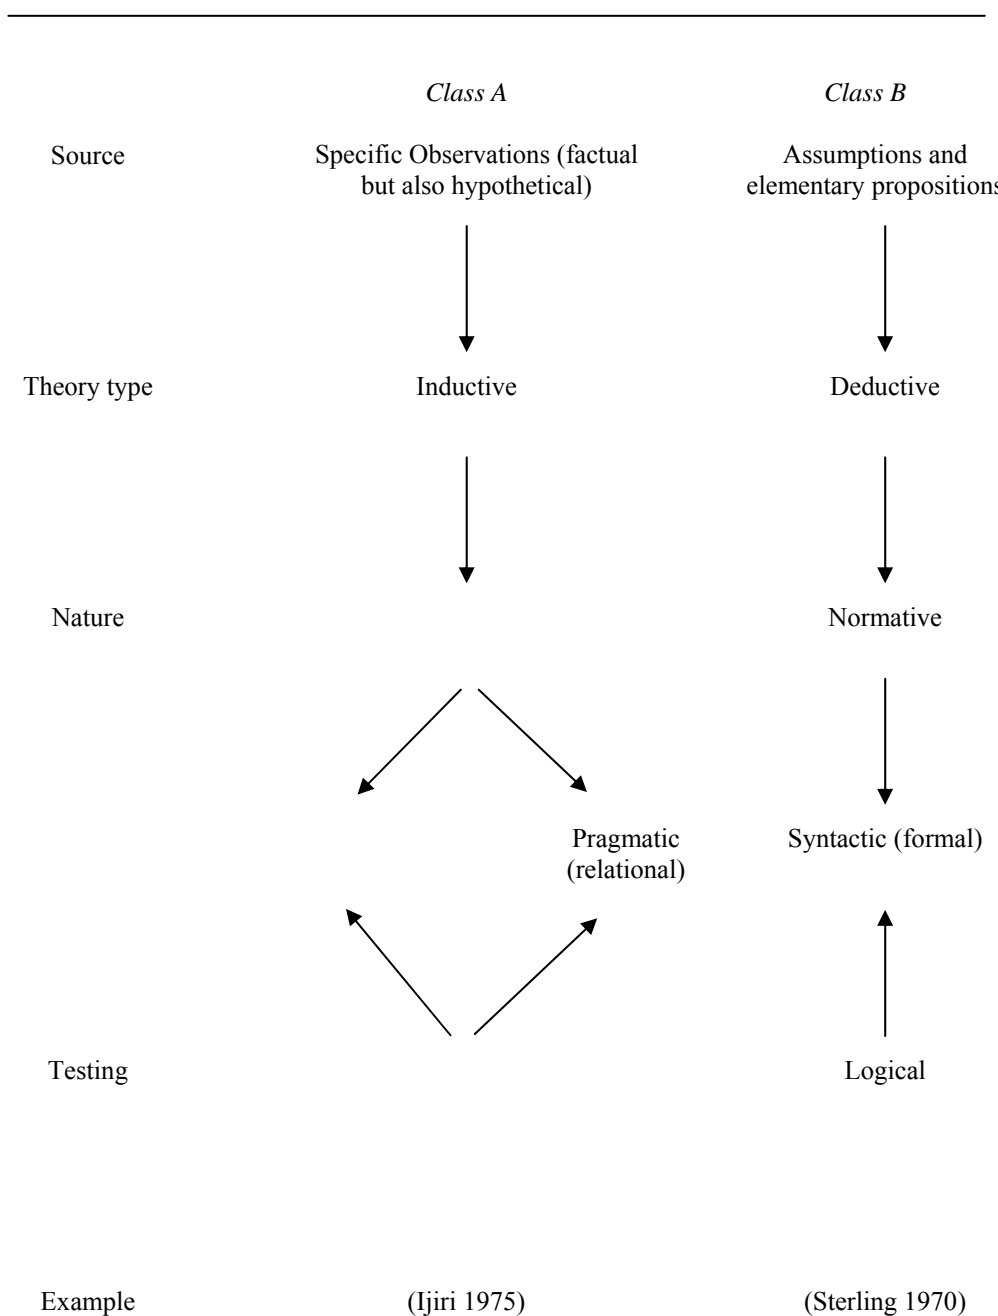 Class A Class B
Source Specific Observations (factual Assumptions and
but also hypothetical) elementary propositions
Theory type Inductive Deductive
Nature Normative
Pragmatic Syntactic (formal)
(relational)
Testing Logical
Example (Ijiri 1975) (Sterling 1970)